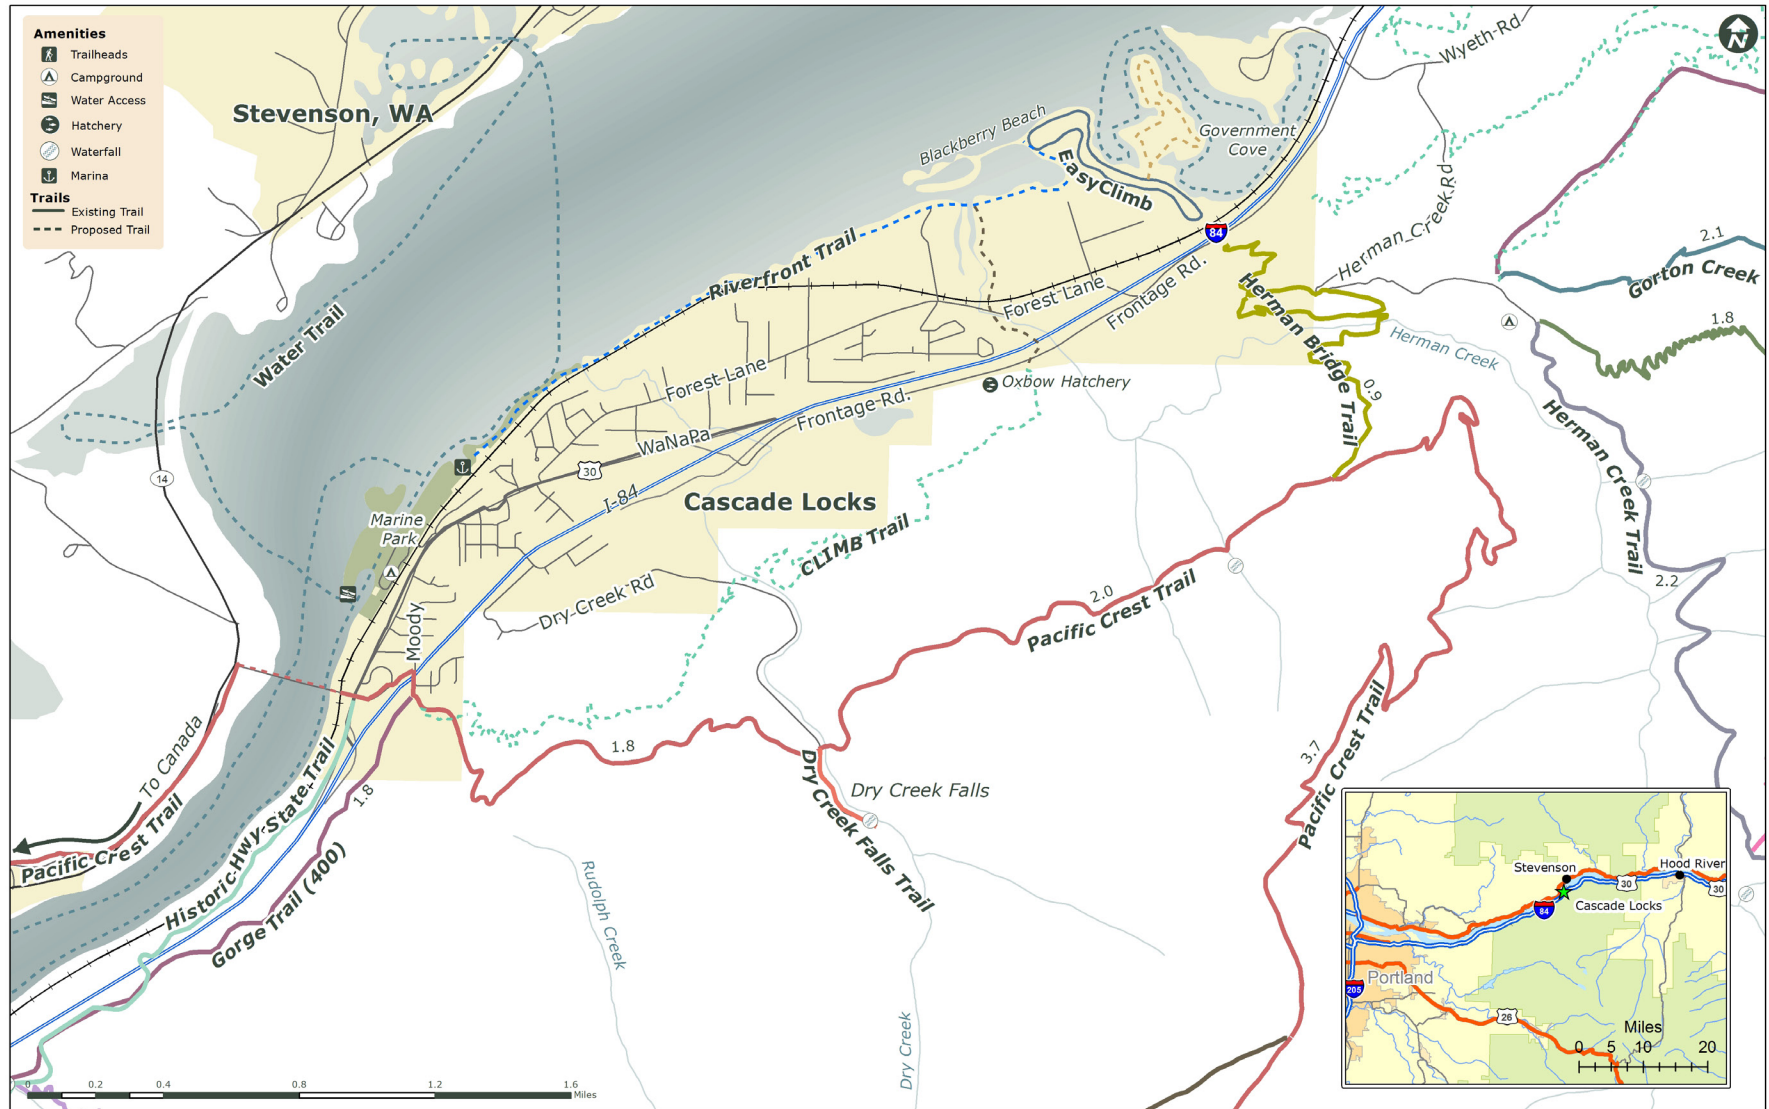 Amenities
Trailheads
Campground
Water Access
Hatchery
Waterfall
Marina
Trails
Existing Trail
Proposed Trail
Stevenson, WA
N
Wyeth-Rd
Blackberry Beach
Government
Cove
EasyClimb
Herman_CreekRd
84
2.1
Gorton Creek
Riverfront Trail
Forest Lane
Frontage Rd.
Herman Bridge Trail
1.8
Herman Creek
Water Trail
Forest Lane
Oxbow Hatchery
0.9
Frontage Rd.
WaNaPa
30
I-84
14
Cascade Locks
Herman Creek Trail
Marine
Park
CLIMB Trail
2.2
Dry-Creek Rd
Moody
2.0
Pacific Crest Trail
1.8
To Canada
Pacific Crest Trail
3.7
Pacific Crest Trail
Historic-Hwy-State Trail
1.8
Gorge Trail (400)
Dry Creek Falls
Dry Creek Falls Trail
Rudolph Creek
Dry Creek
Stevenson
Hood River
30
30
84
Cascade Locks
Portland
205
26
Miles
0 5 10 20
0 0.2 0.4 0.8 1.2 1.6
Miles